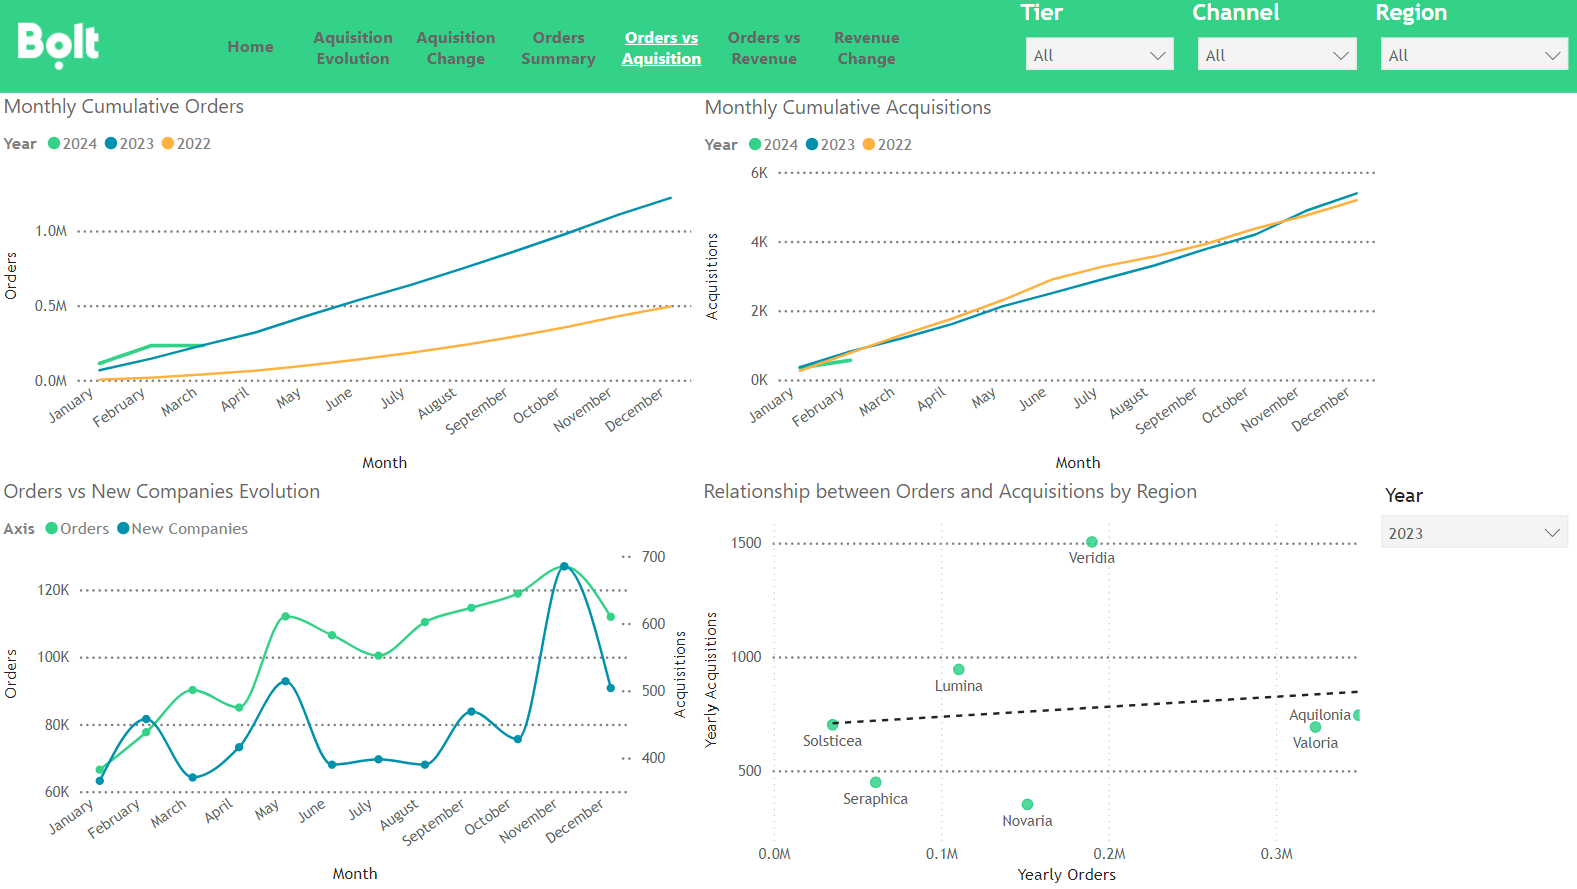 Bolt
Home
Aquisition
Evolution
Aquisition
Change
Orders
Summary
Orders vs
Aquisition
Orders vs
Revenue
Revenue
Change
Tier
All
Channel
All
Region
All
Monthly Cumulative Orders
Year 2024 2023 2022
1.0M
0.5M
0.0M
Orders
January
February
March
April
May
June
July
August
September
October
November
December
Month
Monthly Cumulative Acquisitions
Year 2024 2023 2022
6K
4K
2K
0K
Acquisitions
January
February
March
April
May
June
July
August
September
October
November
December
Month
Orders vs New Companies Evolution
Axis Orders New Companies
120K
100K
80K
60K
Orders
700
600
500
400
Acquisitions
January
February
March
April
May
June
July
August
September
October
November
December
Month
Relationship between Orders and Acquisitions by Region
1500
1000
500
Yearly Acquisitions
Veridia
Lumina
Solsticea
Aquilonia
Valoria
Seraphica
Novaria
0.0M
0.1M
0.2M
0.3M
Yearly Orders
Year
2023